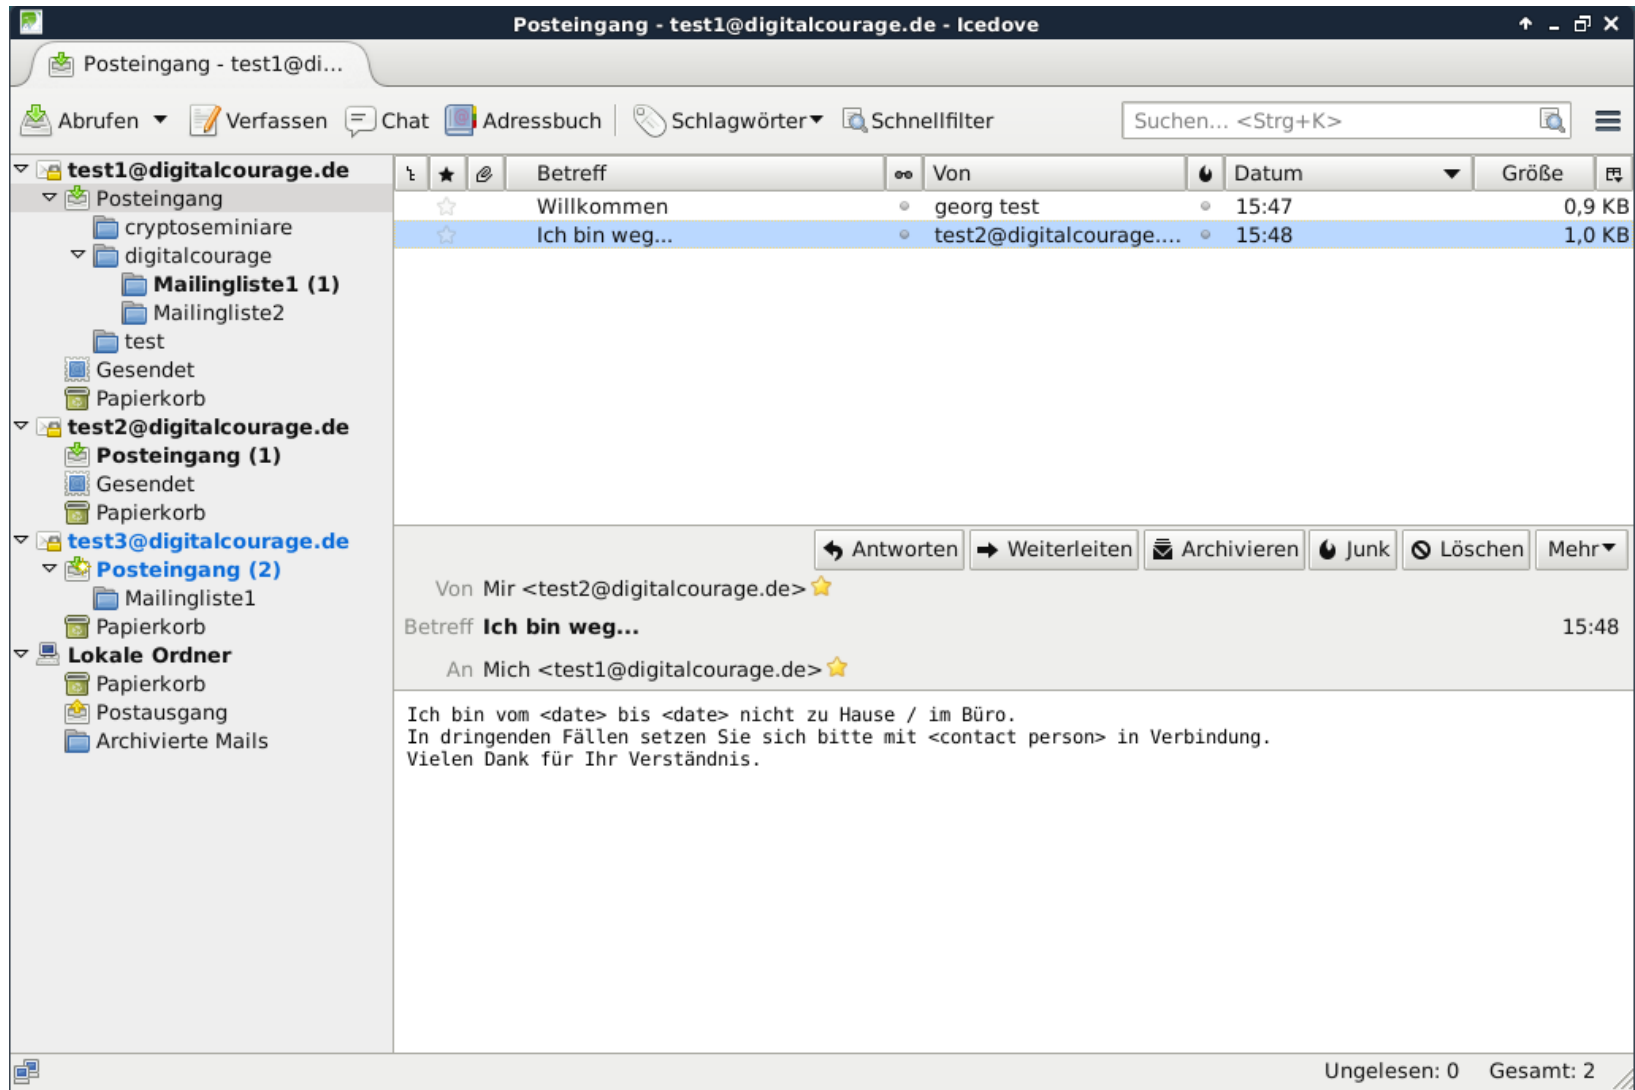 Posteingang - test1@digitalcourage.de - Icedove
Posteingang - test1@di...
Abrufen Verfassen Chat Adressbuch Schlagwörter Schnellfilter Suchen... <Strg+K>
test1@digitalcourage.de
Posteingang
cryptoseminiare
digitalcourage
Mailingliste1 (1)
Mailingliste2
test
Gesendet
Papierkorb
test2@digitalcourage.de
Posteingang (1)
Gesendet
Papierkorb
test3@digitalcourage.de
Posteingang (2)
Mailingliste1
Papierkorb
Lokale Ordner
Papierkorb
Postausgang
Archivierte Mails
Betreff Von Datum Größe
Willkommen georg test 15:47 0,9 KB
Ich bin weg... test2@digitalcourage.... 15:48 1,0 KB
Antworten Weiterleiten Archivieren Junk Löschen Mehr
Von Mir <test2@digitalcourage.de>
Betreff Ich bin weg... 15:48
An Mich <test1@digitalcourage.de>
Ich bin vom <date> bis <date> nicht zu Hause / im Büro.
In dringenden Fällen setzen Sie sich bitte mit <contact person> in Verbindung.
Vielen Dank für Ihr Verständnis.
Ungelesen: 0 Gesamt: 2